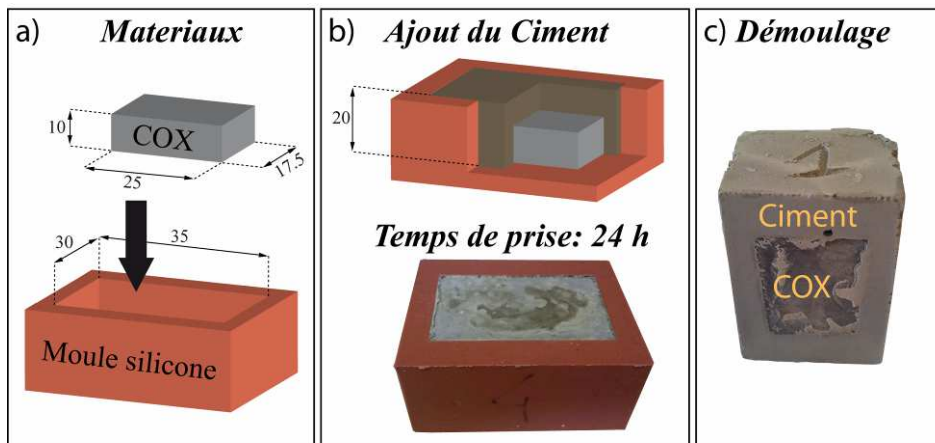 a) Materiaux
10
COX
25
17.5
30
35
Moule silicone
b) Ajout du Ciment
20
Temps de prise: 24 h
c) Démoulage
1
Ciment
COX